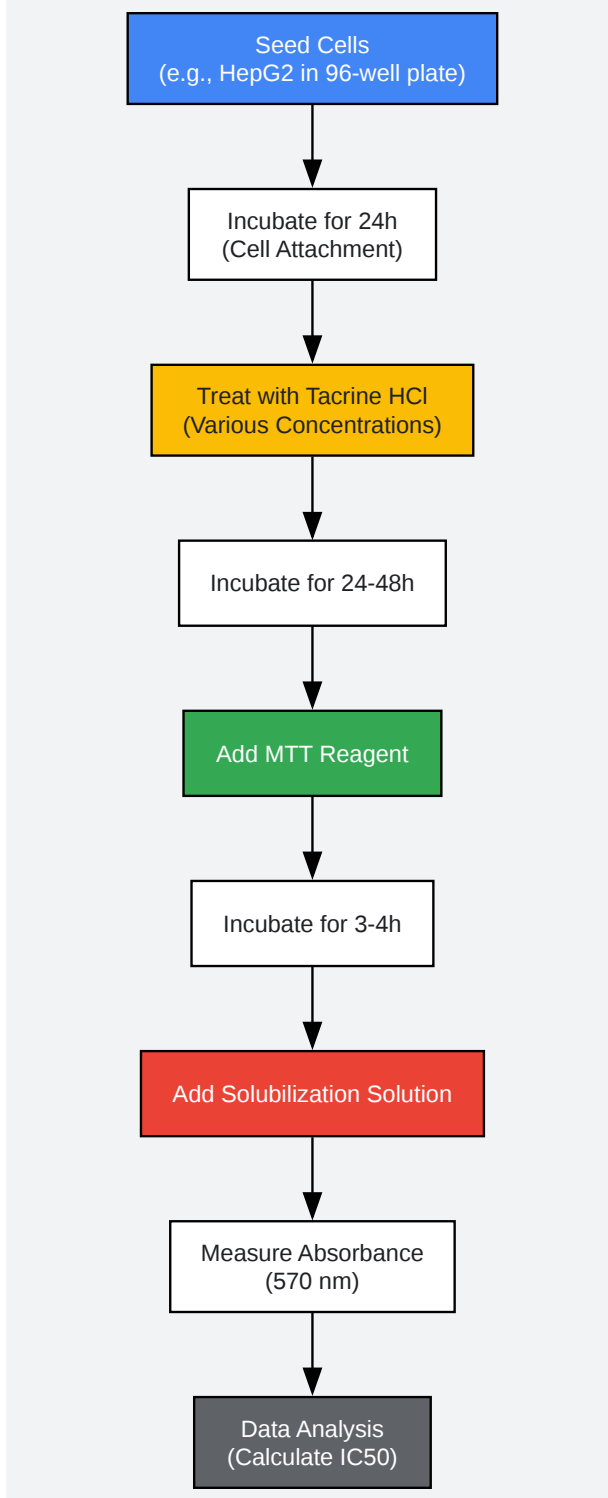 Seed Cells
(e.g., HepG2 in 96-well plate)
Incubate for 24h
(Cell Attachment)
Treat with Tacrine HCl
(Various Concentrations)
Incubate for 24-48h
Add MTT Reagent
Incubate for 3-4h
Add Solubilization Solution
Measure Absorbance
(570 nm)
Data Analysis
(Calculate IC50)